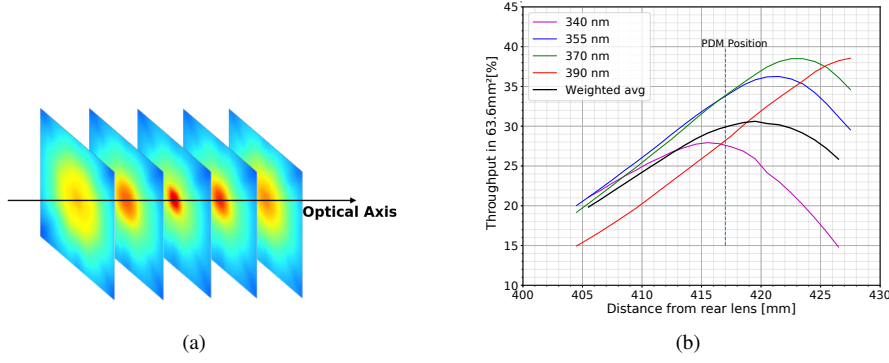 Optical Axis
(a)
340 nm
355 nm
370 nm
390 nm
Weighted avg
PDM Position
Throughput in 63.6mm²[%]
45
40
35
30
25
20
15
10
400 405 410 415 420 425 430
Distance from rear lens [mm]
(b)